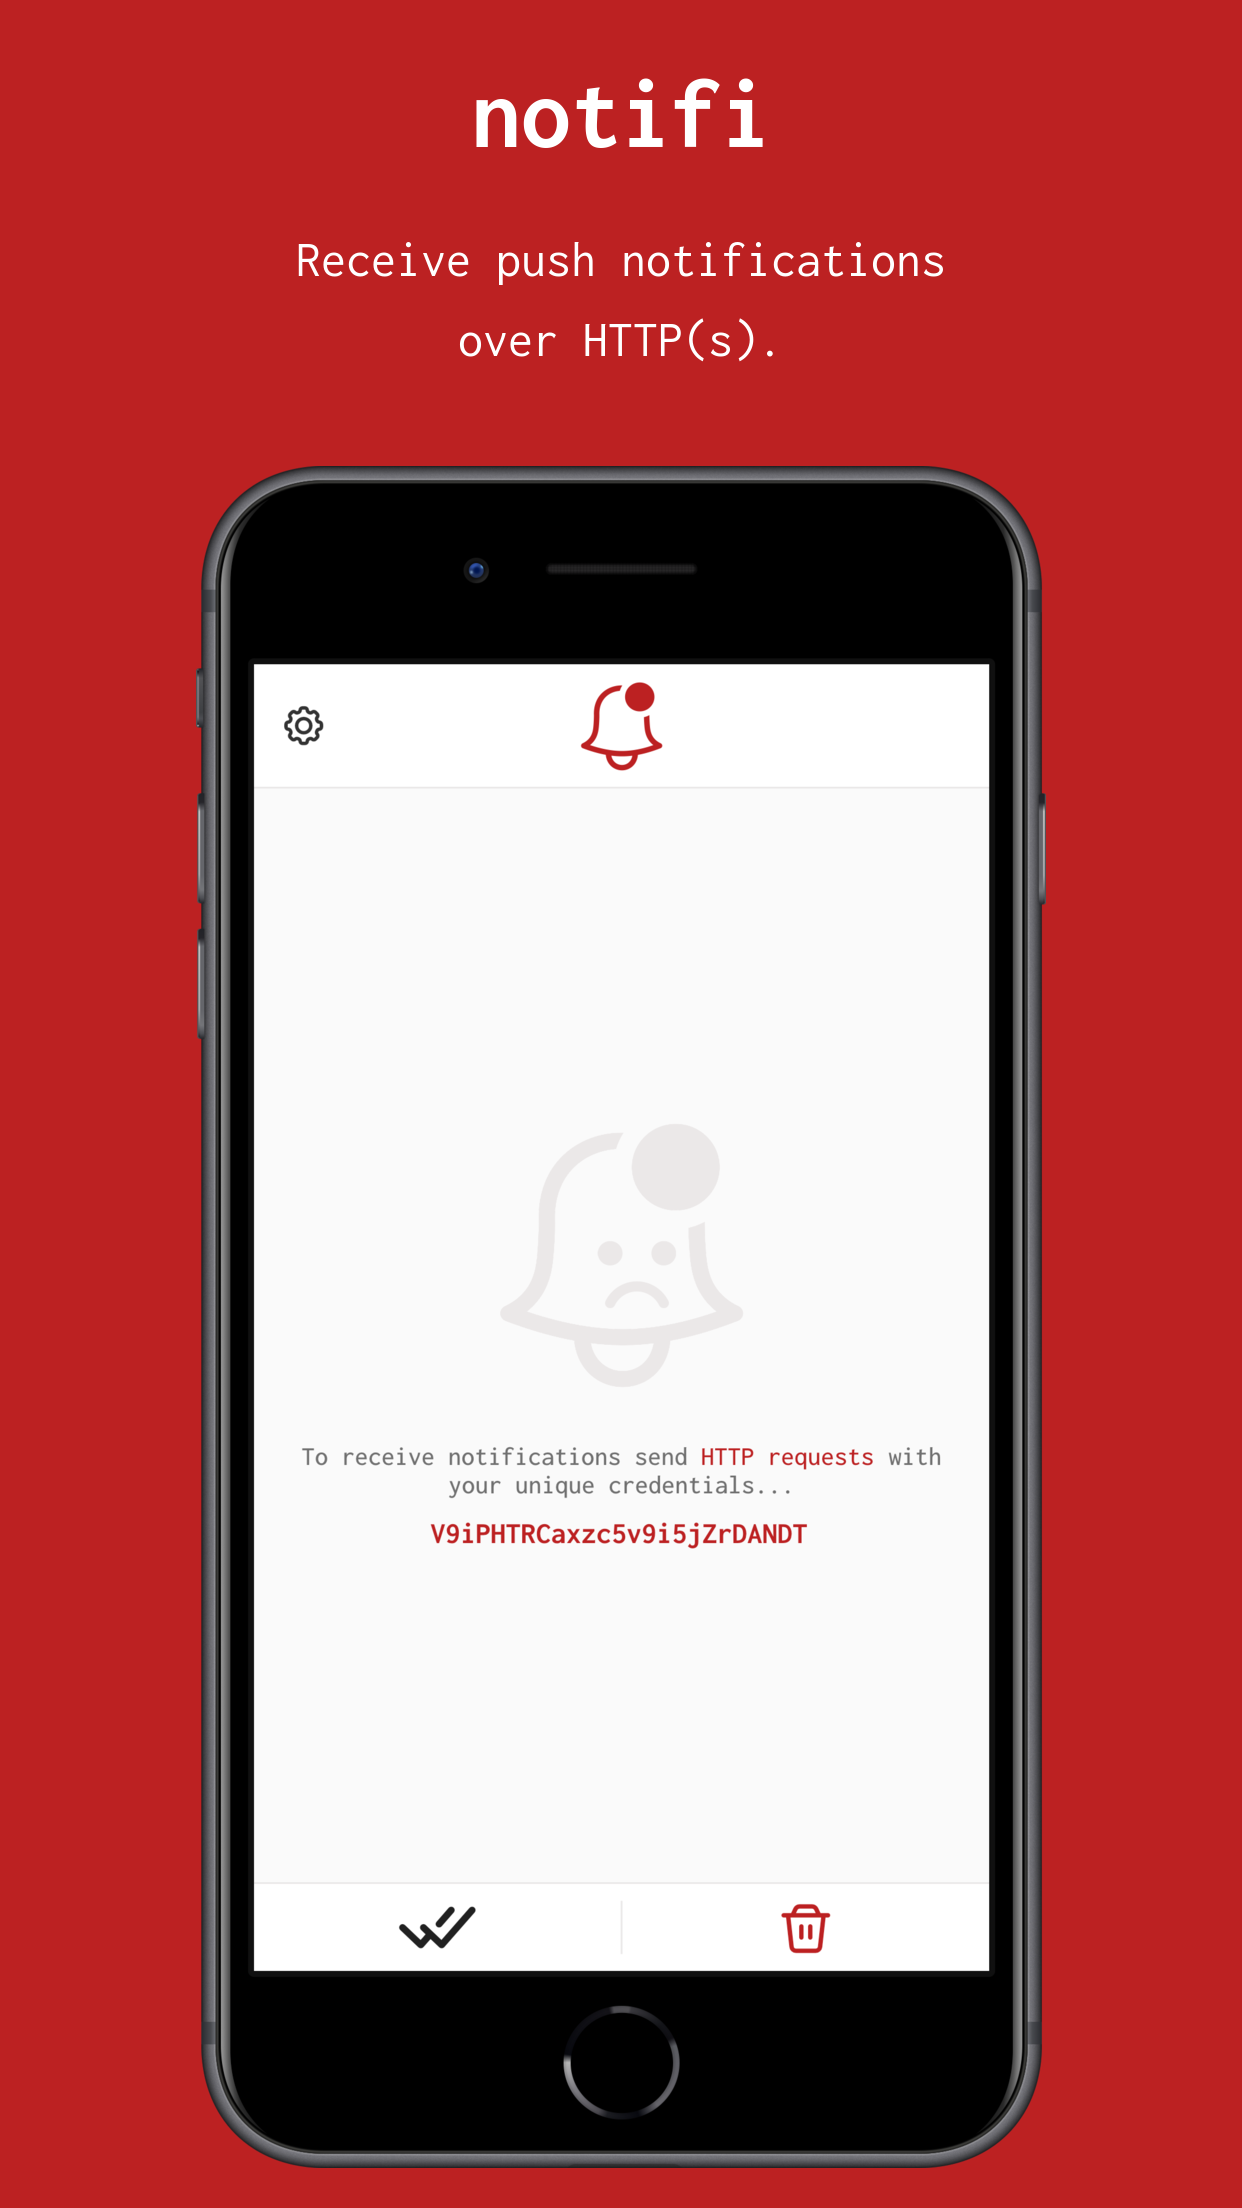 notifi
Receive push notifications
over HTTP(s).
To receive notifications send HTTP requests with
your unique credentials...
V9iPHTRCaxzc5v9i5jZrDANDT